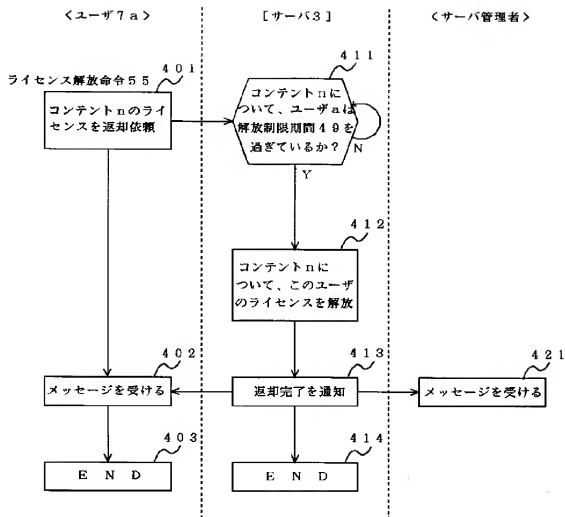 ＜ユーザ７ａ＞
［サーバ３］
＜サーバ管理者＞
４０１
ライセンス解放命令５５
コンテントｎのライ
センスを返却依頼
４１１
コンテントｎに
ついて、ユーザａは
解放制限期間４９を
過ぎているか？
Ｎ
Ｙ
４１２
コンテントｎに
ついて、このユーザ
のライセンスを解放
４０２
メッセージを受ける
４１３
返却完了を通知
４２１
メッセージを受ける
４０３
ＥＮＤ
４１４
ＥＮＤ